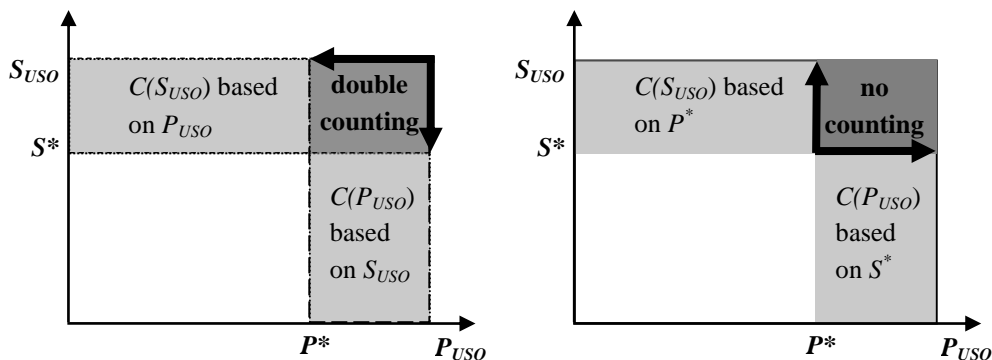 S_USO
C(S_USO) based
on P_USO
double
counting
S*
C(P_USO)
based
on S_USO
P*
P_USO
S_USO
C(S_USO) based
on P*
no
counting
S*
C(P_USO)
based
on S*
P*
P_USO